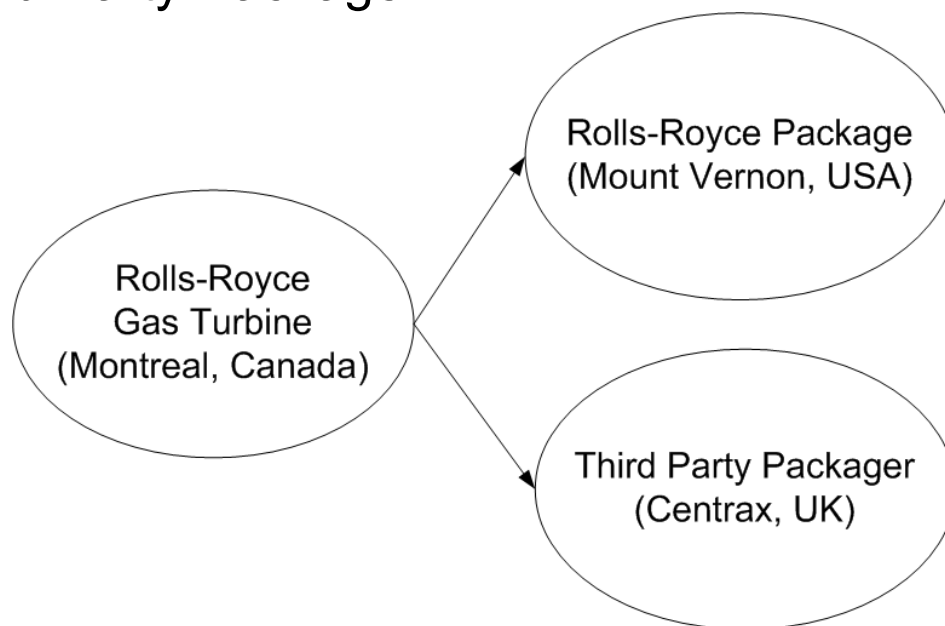 Rolls-Royce Package
(Mount Vernon, USA)
Rolls-Royce
Gas Turbine
(Montreal, Canada)
Third Party Packager
(Centrax, UK)